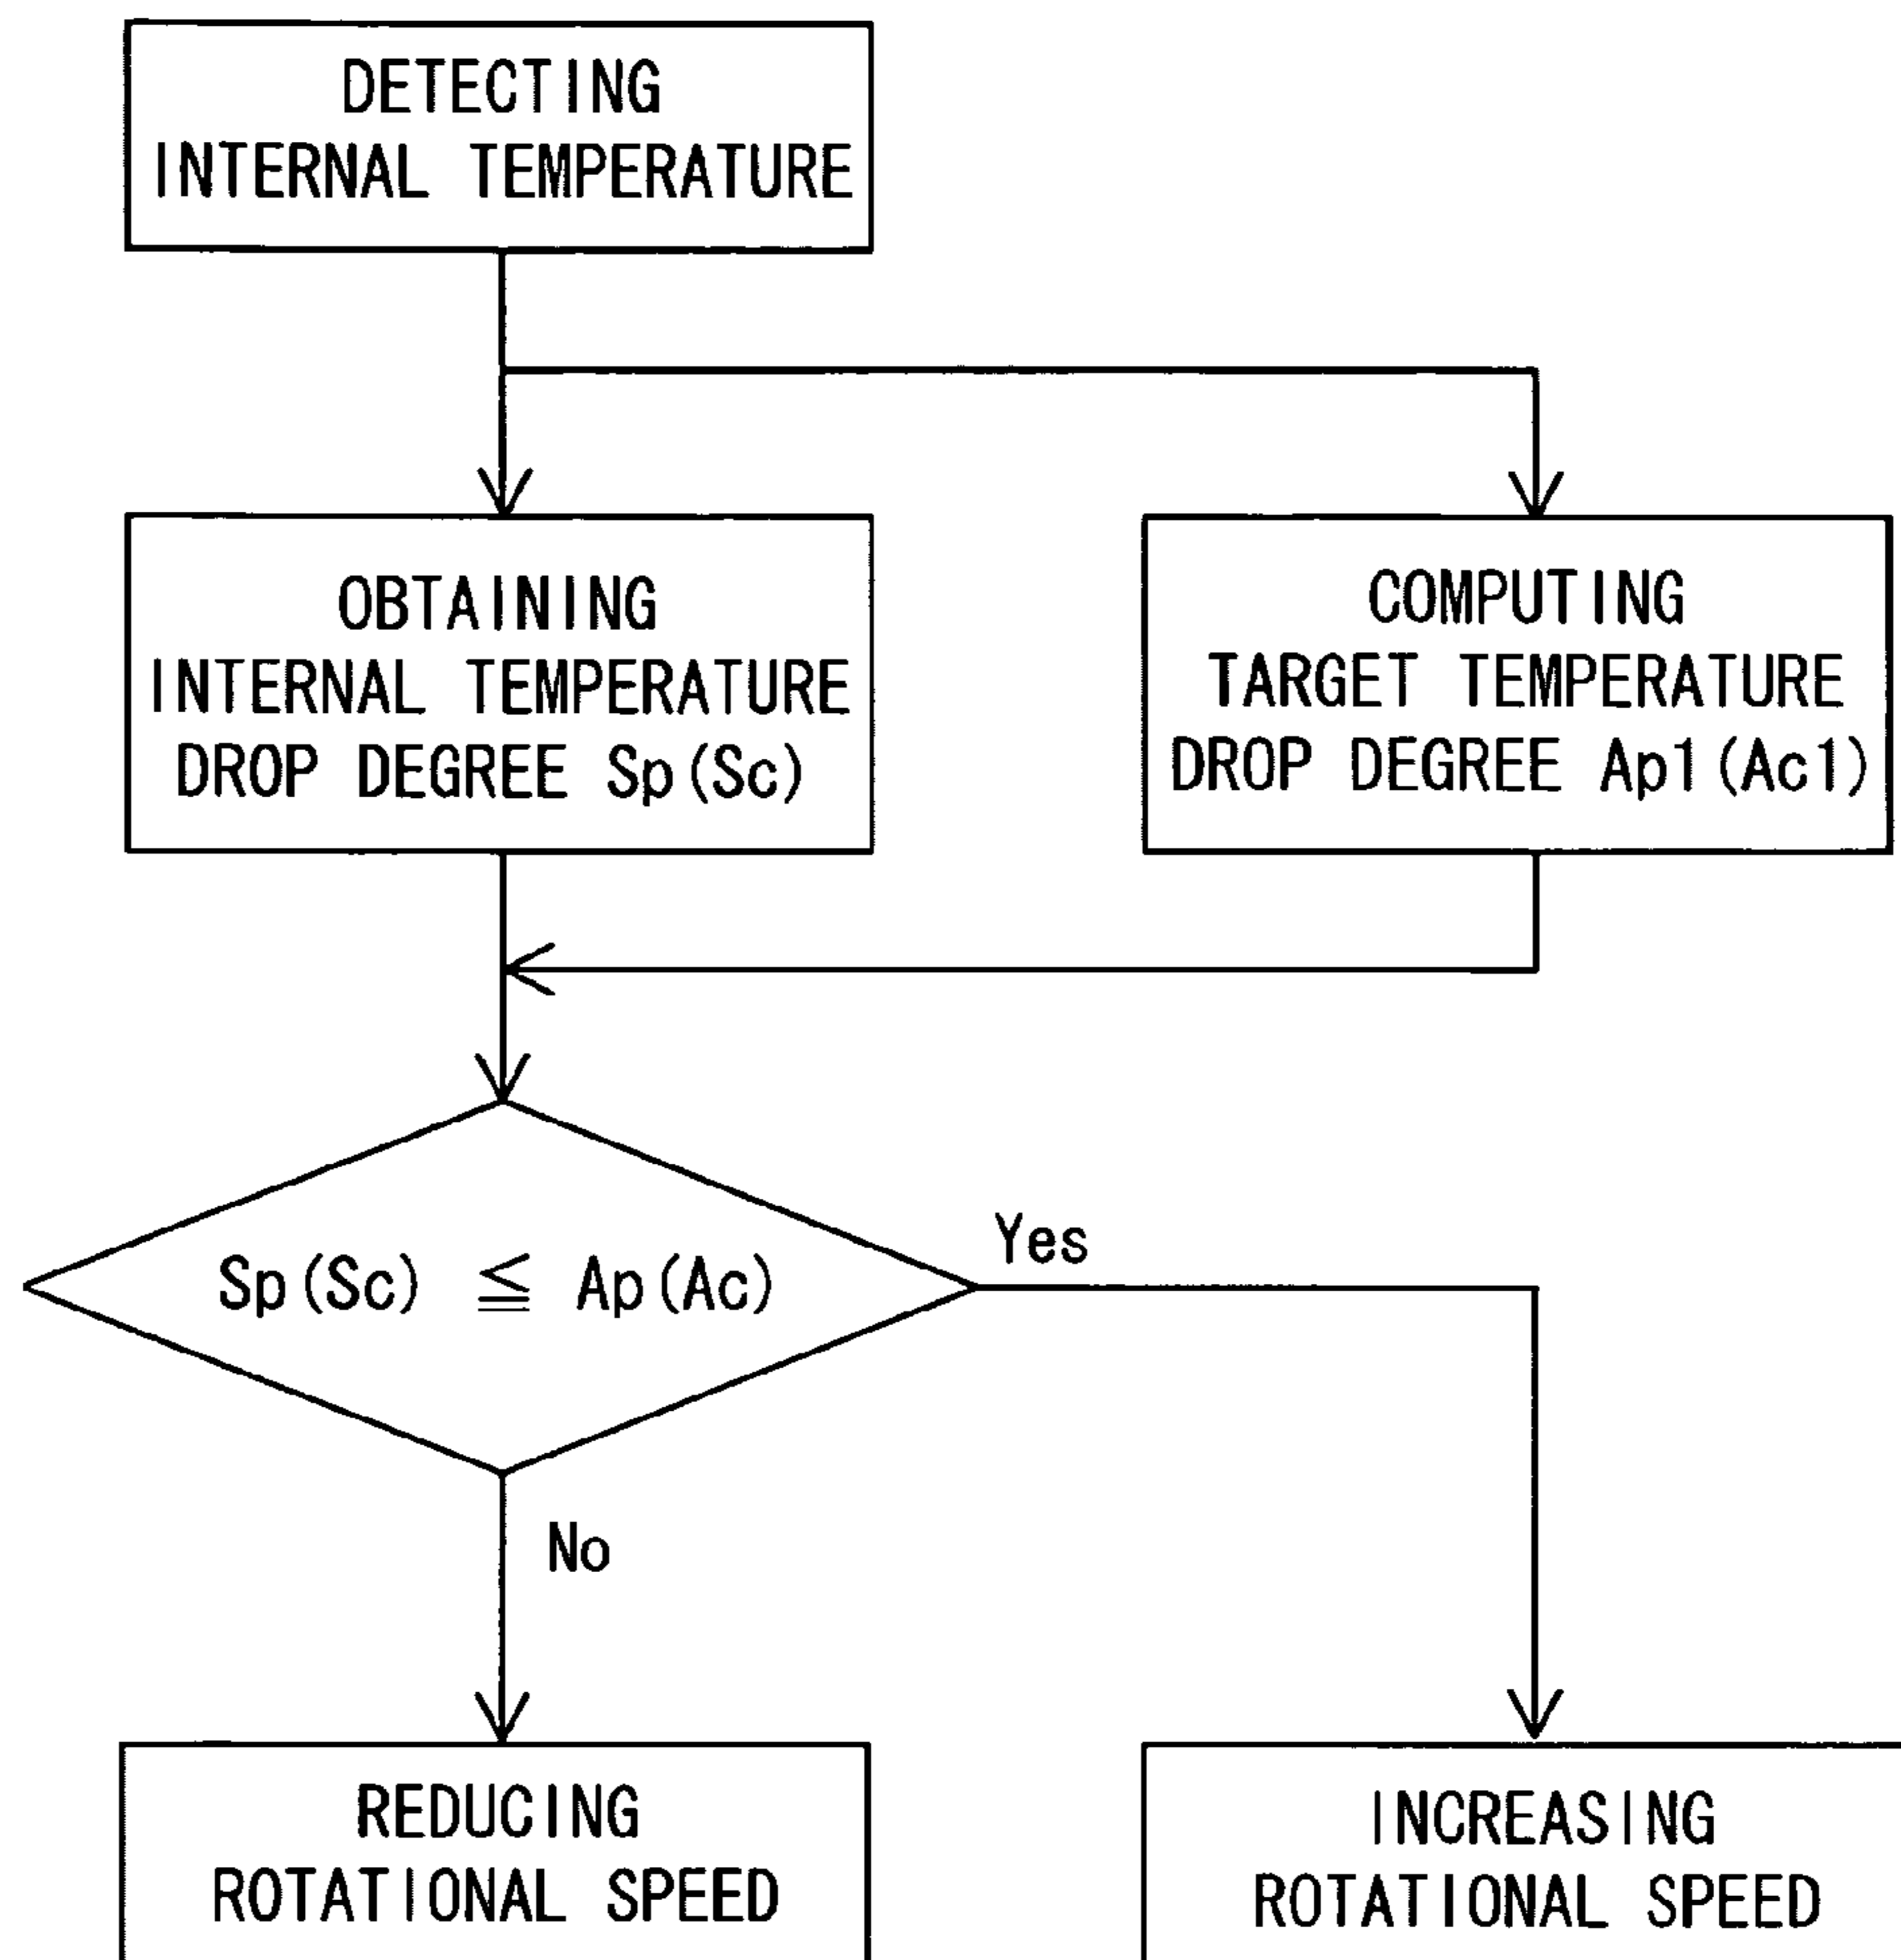 DETECTING
INTERNAL TEMPERATURE
OBTAINING
INTERNAL TEMPERATURE
DROP DEGREE Sp(Sc)
COMPUTING
TARGET TEMPERATURE
DROP DEGREE Ap1(Ac1)
Sp(Sc) ≦ Ap(Ac)
Yes
No
REDUCING
ROTATIONAL SPEED
INCREASING
ROTATIONAL SPEED